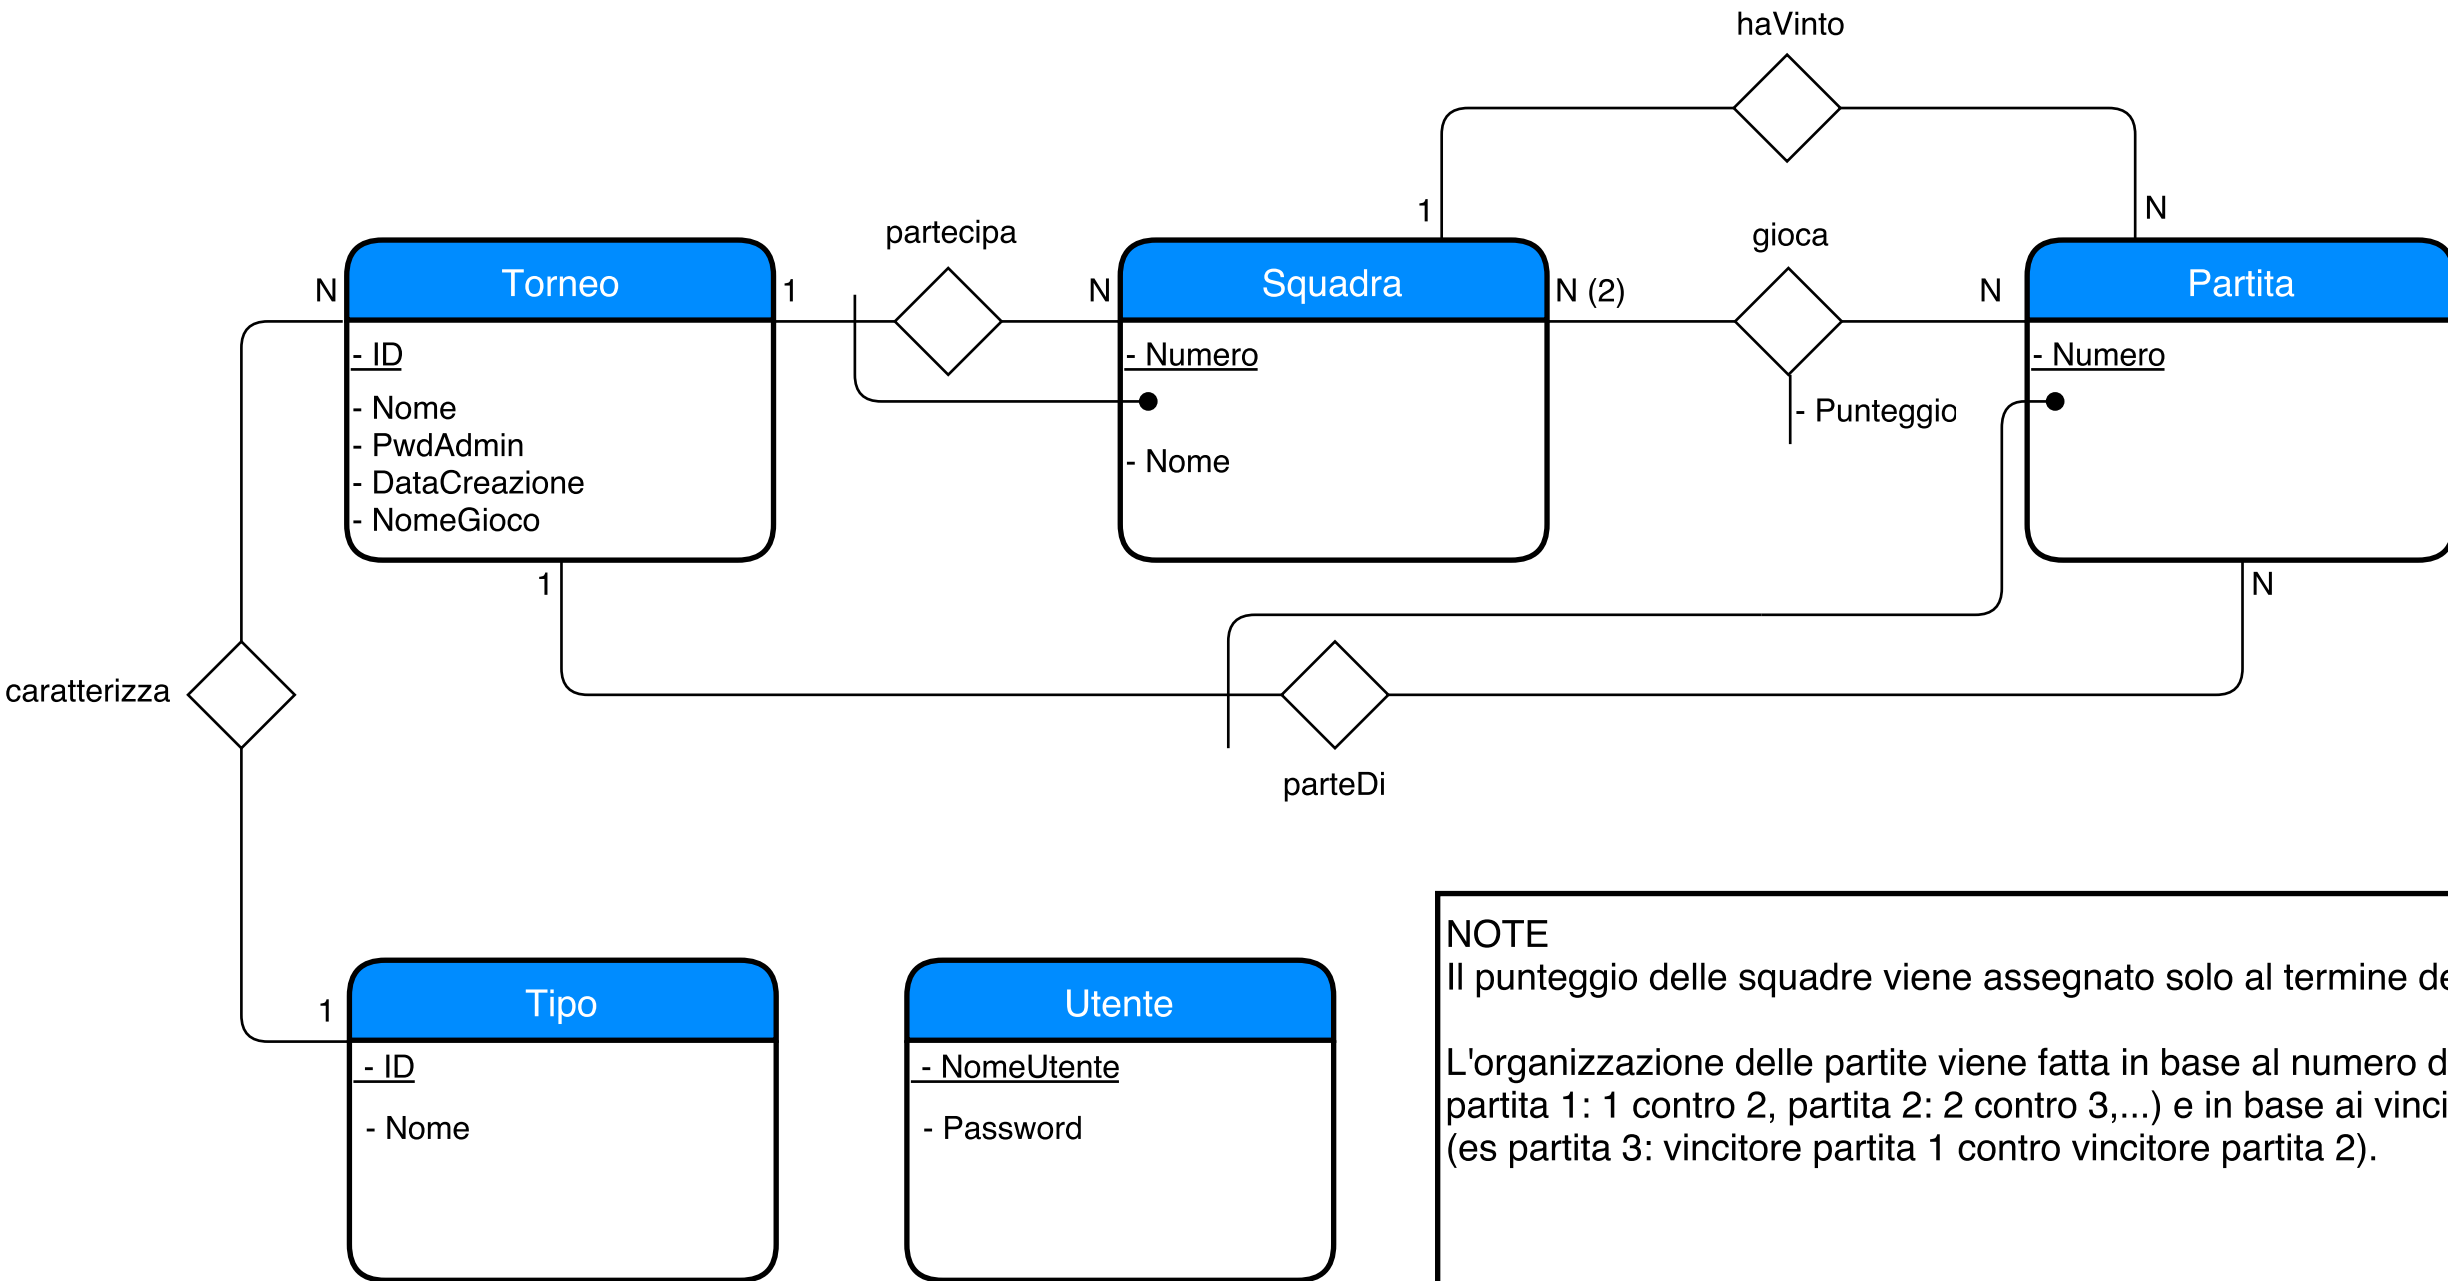 haVinto
1
N
partecipa
gioca
N
Torneo
1
N
Squadra
N (2)
N
Partita
- ID
- Nome
- PwdAdmin
- DataCreazione
- NomeGioco
- Numero
- Nome
- Punteggio
- Numero
1
N
caratterizza
parteDi
1
Tipo
- ID
- Nome
Utente
- NomeUtente
- Password
NOTE
Il punteggio delle squadre viene assegnato solo al termine
L'organizzazione delle partite viene fatta in base al numero
partita 1: 1 contro 2, partita 2: 2 contro 3,...) e in base ai
(es partita 3: vincitore partita 1 contro vincitore partita 2).